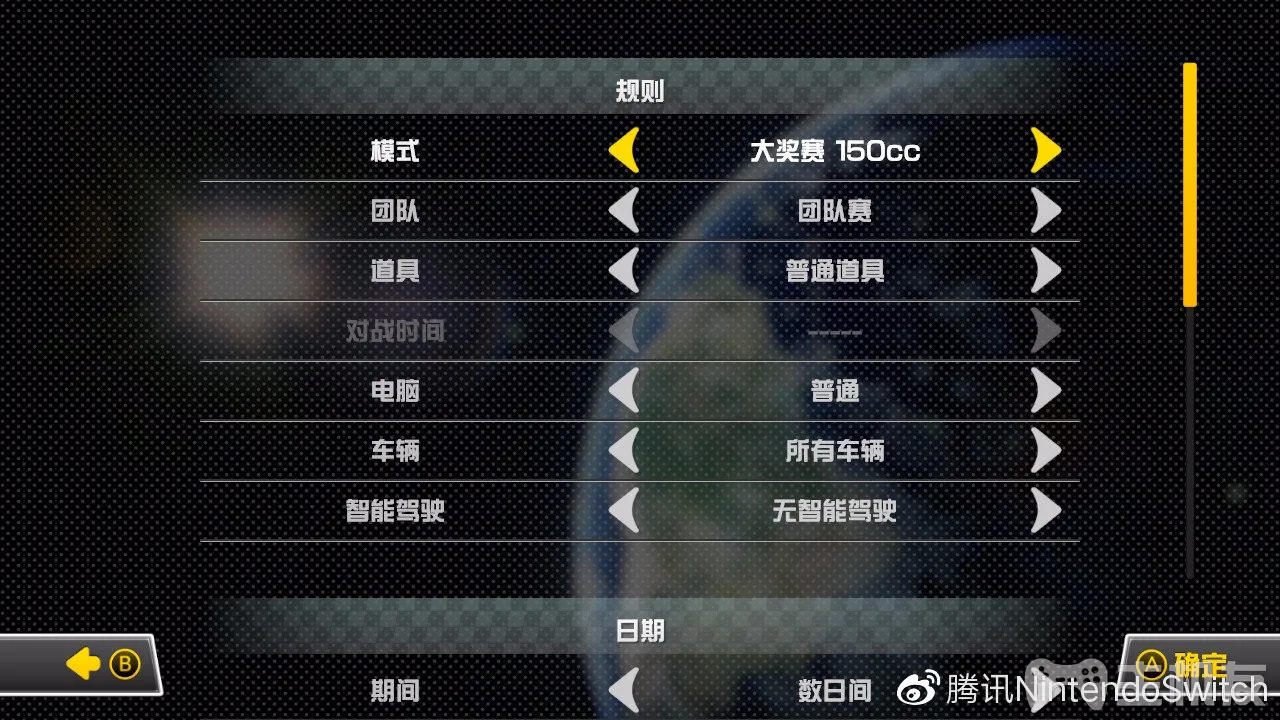 规则
模式 大奖赛 150cc
团队 团队赛
道具 普通道具
对战时间 -----
电脑 普通
车辆 所有车辆
智能驾驶 无智能驾驶
日期
期间 数日间
B
A 确定
腾讯NintendoSwitch